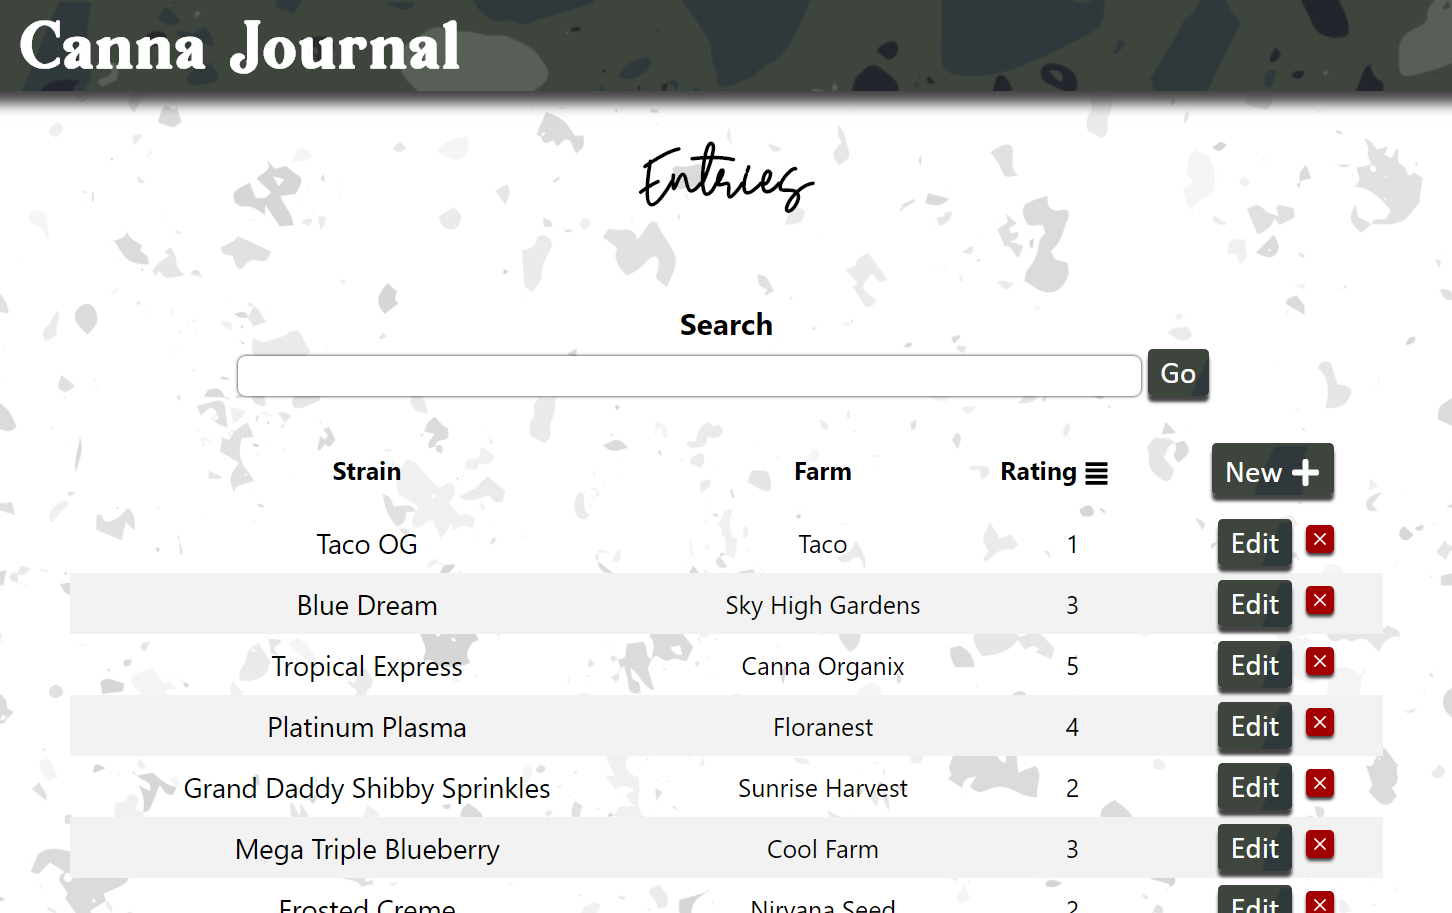 Canna Journal
Entries
Search
Go
Strain Farm Rating New
Taco OG Taco 1 Edit
Blue Dream Sky High Gardens 3 Edit
Tropical Express Canna Organix 5 Edit
Platinum Plasma Floranest 4 Edit
Grand Daddy Shibby Sprinkles Sunrise Harvest 2 Edit
Mega Triple Blueberry Cool Farm 3 Edit
Frosted Creme Nirvana Seed 2 Edit